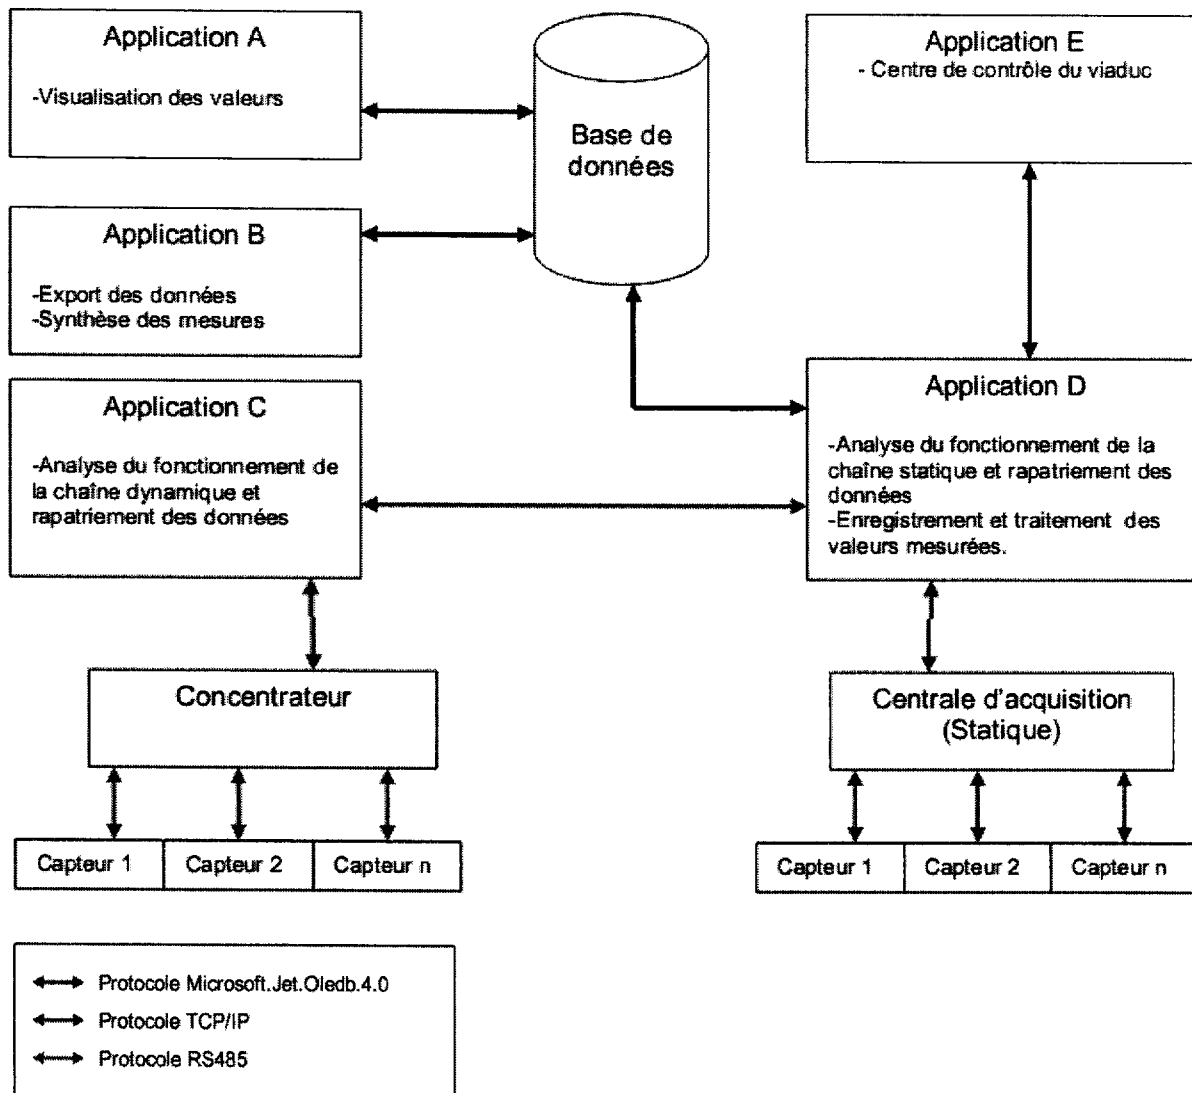 Application A
-Visualisation des valeurs
Base de
données
Application E
- Centre de contrôle du viaduc
Application B
-Export des données
-Synthèse des mesures
Application C
-Analyse du fonctionnement de
la chaîne dynamique et
rapatriement des données
Application D
-Analyse du fonctionnement de la
chaîne statique et rapatriement des
données
-Enregistrement et traitement des
valeurs mesurées.
Concentrateur
Centrale d'acquisition
(Statique)
Capteur 1
Capteur 2
Capteur n
Capteur 1
Capteur 2
Capteur n
Protocole Microsoft.Jet.Oledb.4.0
Protocole TCP/IP
Protocole RS485